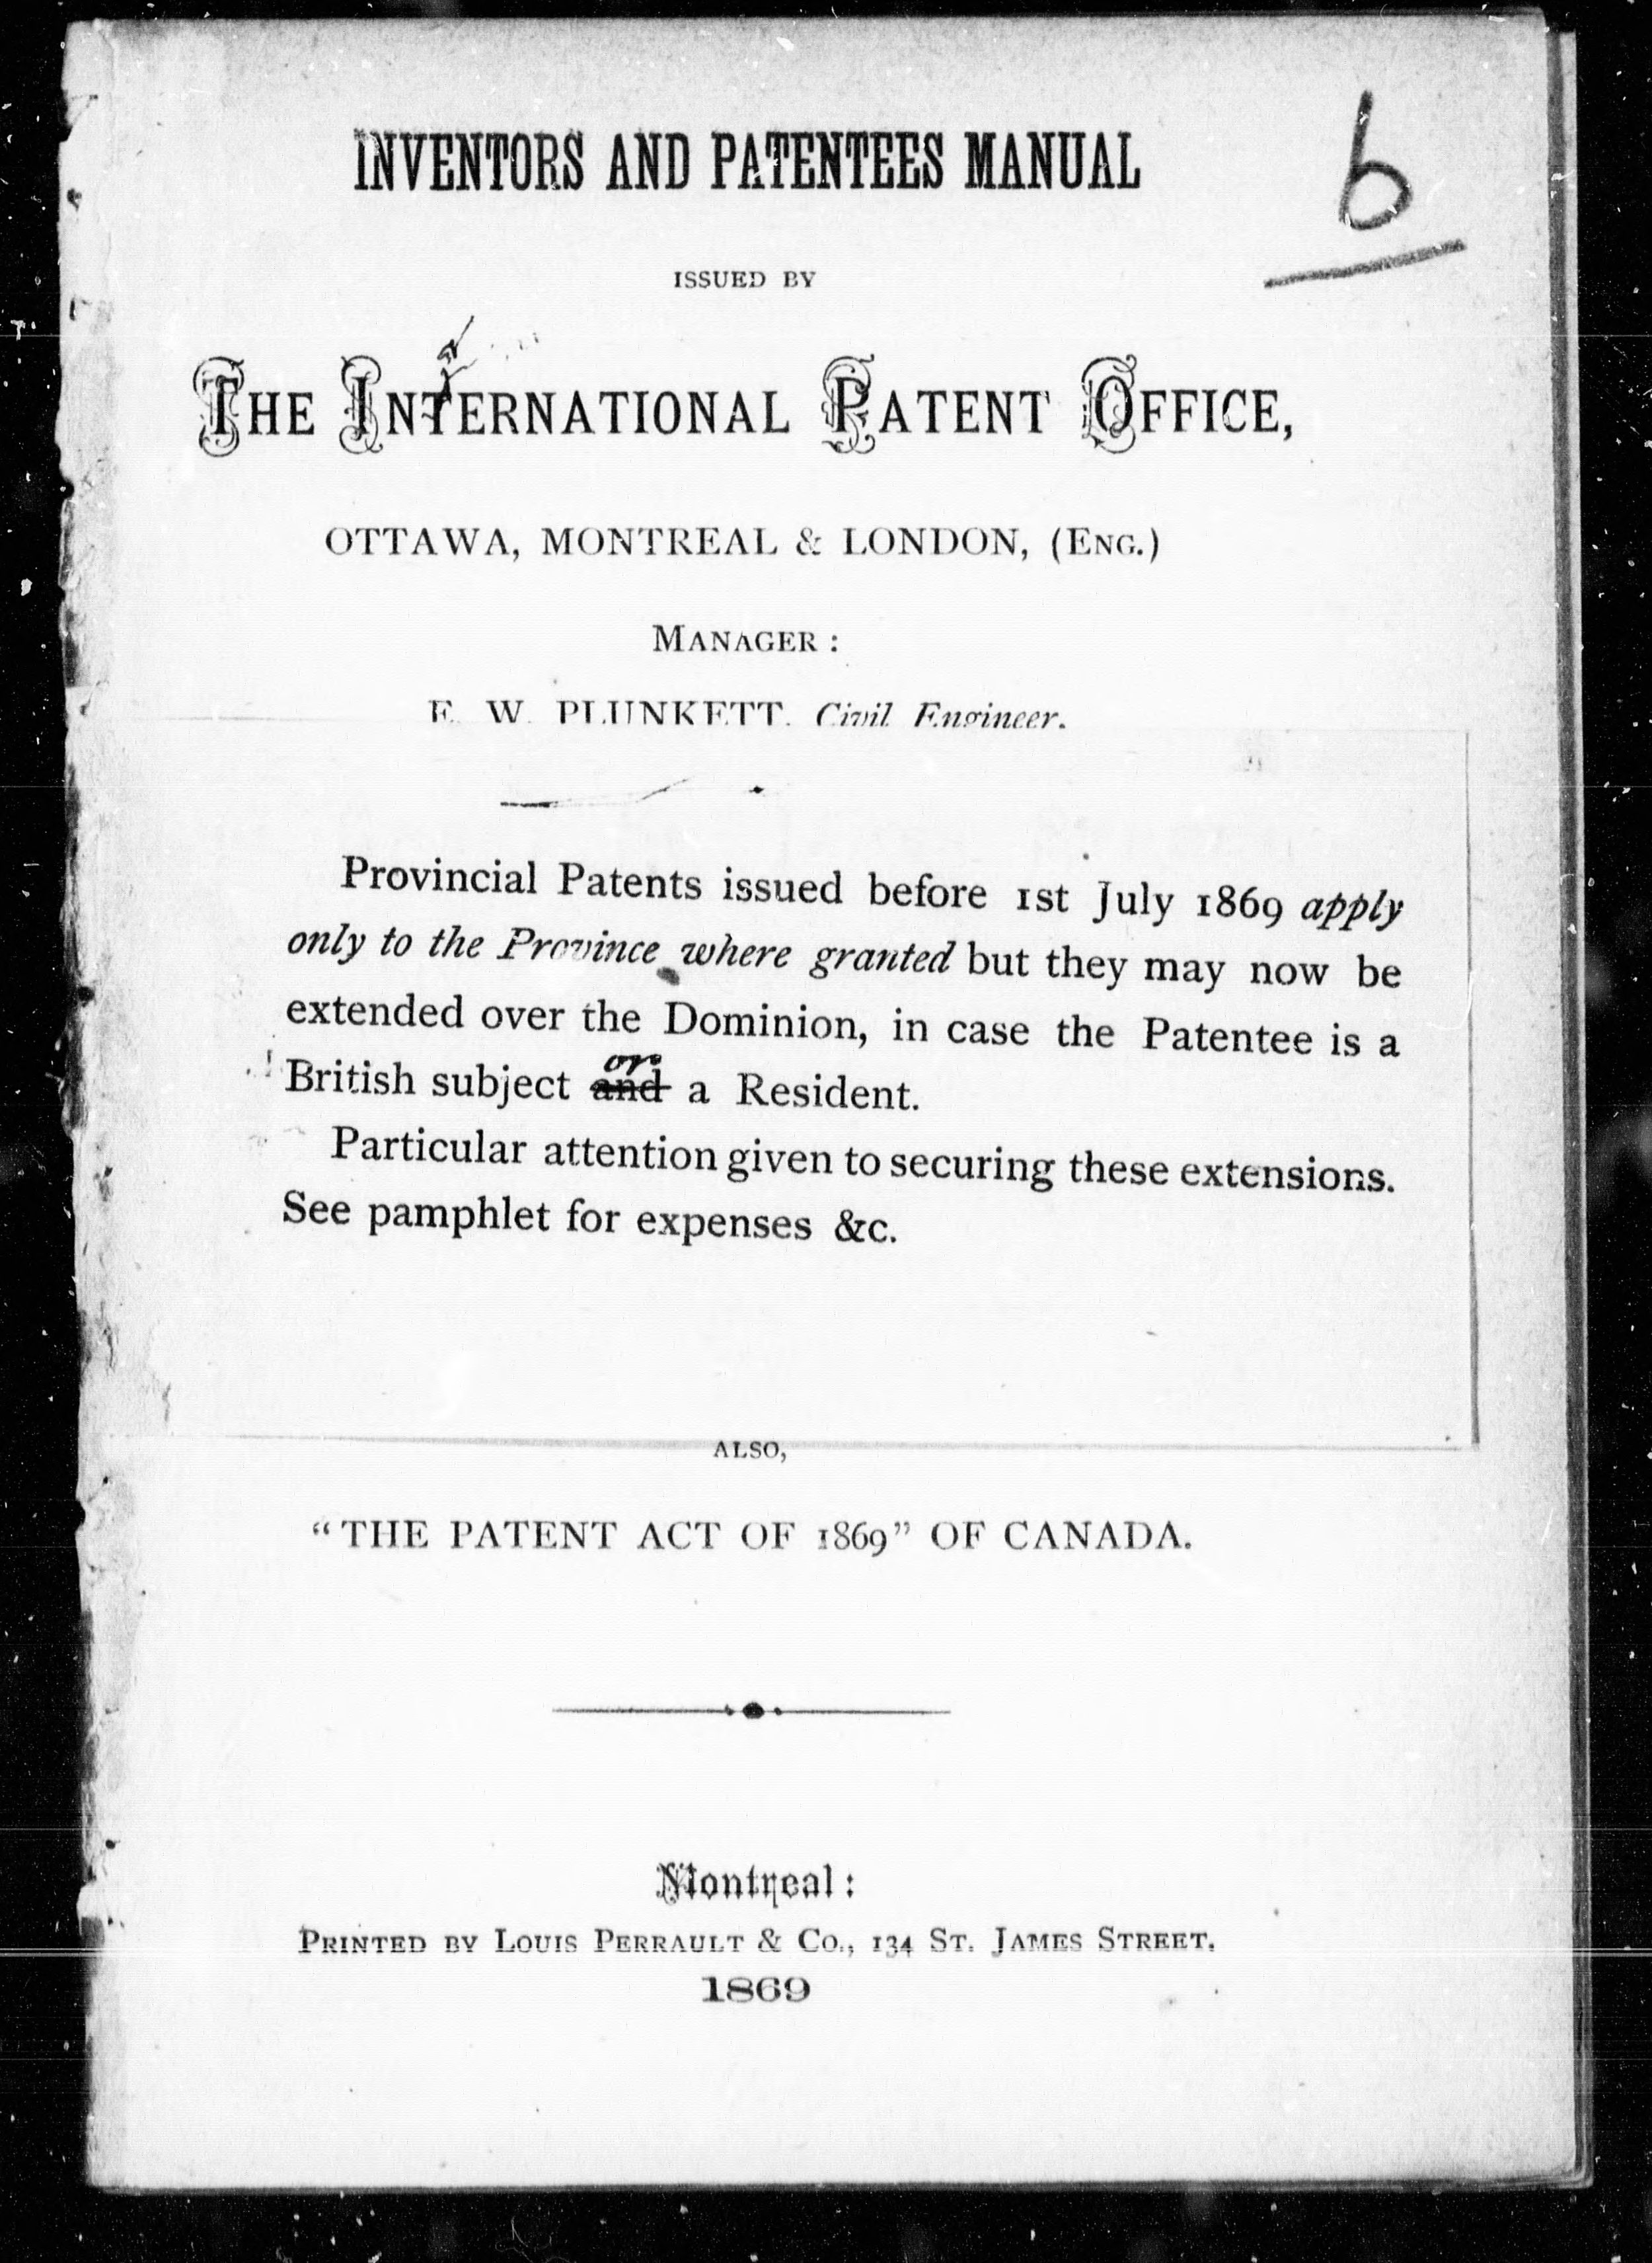 INVENTORS AND PATENTEES MANUAL
b
ISSUED BY
THE INTERNATIONAL PATENT OFFICE,
OTTAWA, MONTREAL & LONDON, (ENG.)
MANAGER :
W. PLUNKETT. Civil Engineer.
Provincial Patents issued before 1st July 1869 apply
only to the Province where granted but they may now be
extended over the Dominion, in case the Patentee is a
or
British subject and a Resident.
Particular attention given to securing these extensions.
See pamphlet for expenses &c.
ALSO,
"THE PATENT ACT OF 1869" OF CANADA.
Montreal :
PRINTED BY LOUIS PERRAULT & CO., 134 ST. JAMES STREET.
1869